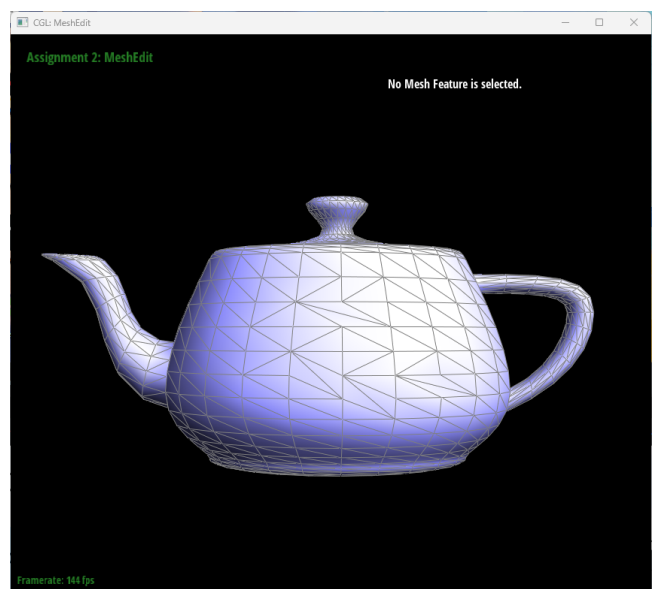 CGL: MeshEdit
Assignment 2: MeshEdit
No Mesh Feature is selected.
Framerate: 144 fps